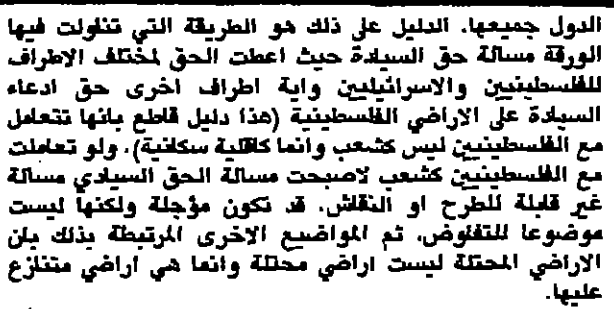 الدول جميعها. الدليل على ذلك هو الطريقة التي تناولت فيها
الورقة مسالة حق السيادة حيث اعطت الحق لمختلف الاطراف
للفلسطينيين والاسرائيليين واية اطراف اخرى حق ادعاء
السيادة على الاراضي الفلسطينية (هذا دليل قاطع بانها تتعامل
مع الفلسطينيين ليس كشعب وانما كاقلية سكانية). ولو تعاملت
مع الفلسطينيين كشعب لاصبحت مسالة الحق السيادي مسالة
غير قابلة للطرح او النقاش. قد تكون مؤجلة ولكنها ليست
موضوعا للتفاوض، ثم المواضيع الاخرى المرتبطة بذلك بان
الاراضي المحتلة ليست اراضي محتلة وانما هي اراضي متنازع
عليها.